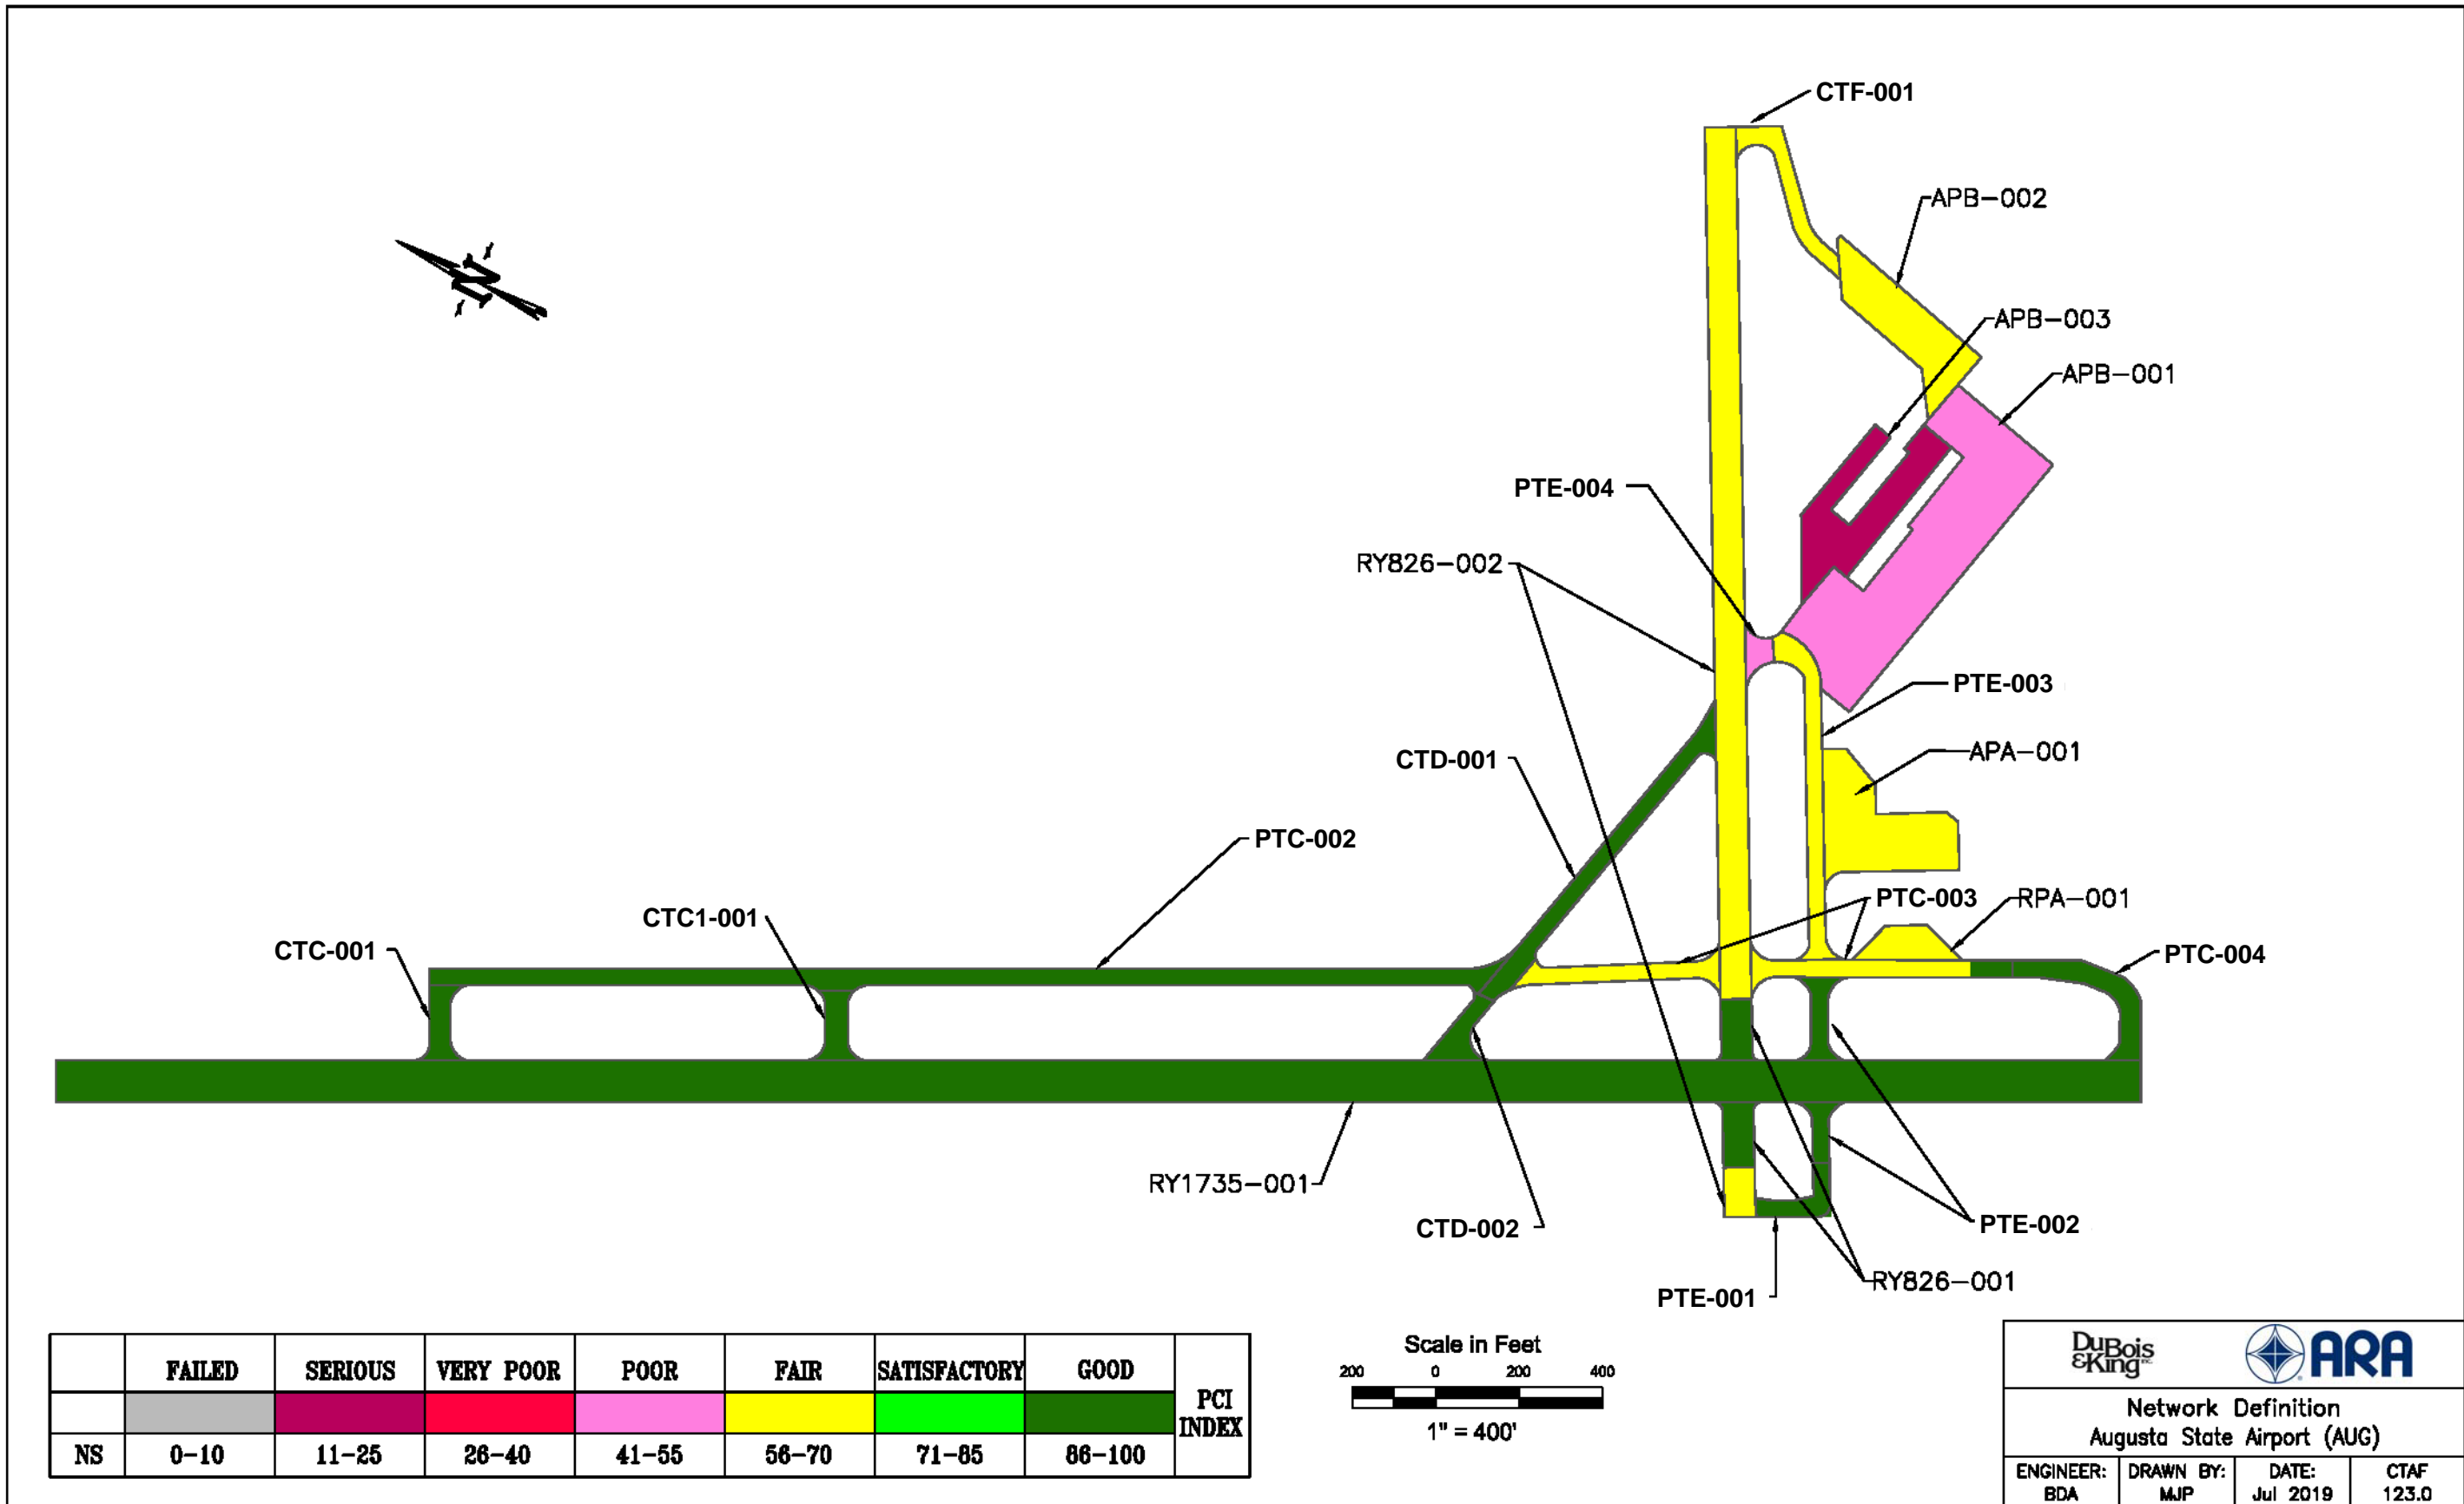 CTF-001
APB-002
APB-003
APB-001
PTE-004
RY826-002
PTE-003
CTD-001
APA-001
PTC-002
PTC-003
RPA-001
CTC1-001
CTC-001
PTC-004
RY1735-001
CTD-002
PTE-002
RY826-001
PTE-001
FAILED SERIOUS VERY POOR POOR FAIR SATISFACTORY GOOD
PCI
INDEX
NS 0-10 11-25 26-40 41-55 56-70 71-85 86-100
Scale in Feet
200 0 200 400
1" = 400'
DuBois
&King inc.
ARA
Network Definition
Augusta State Airport (AUG)
ENGINEER: DRAWN BY: DATE: CTAF
BDA MJP Jul 2019 123.0